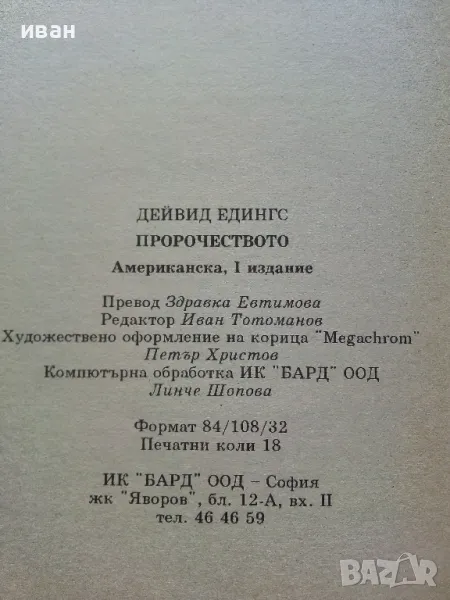 иван
ДЕЙВИД ЕДИНГС
ПРОРОЧЕСТВОТО
Американска, I издание
Превод Здравка Евтимова
Редактор Иван Тотоманов
Художествено оформление на корица "Megachrom"
Петър Христов
Компютърна обработка ИК "БАРД" ООД
Линче Шопова
Формат 84/108/32
Печатни коли 18
ИК "БАРД" ООД – София
жк "Яворов", бл. 12-А, вх. II
тел. 46 46 59
BAZAR